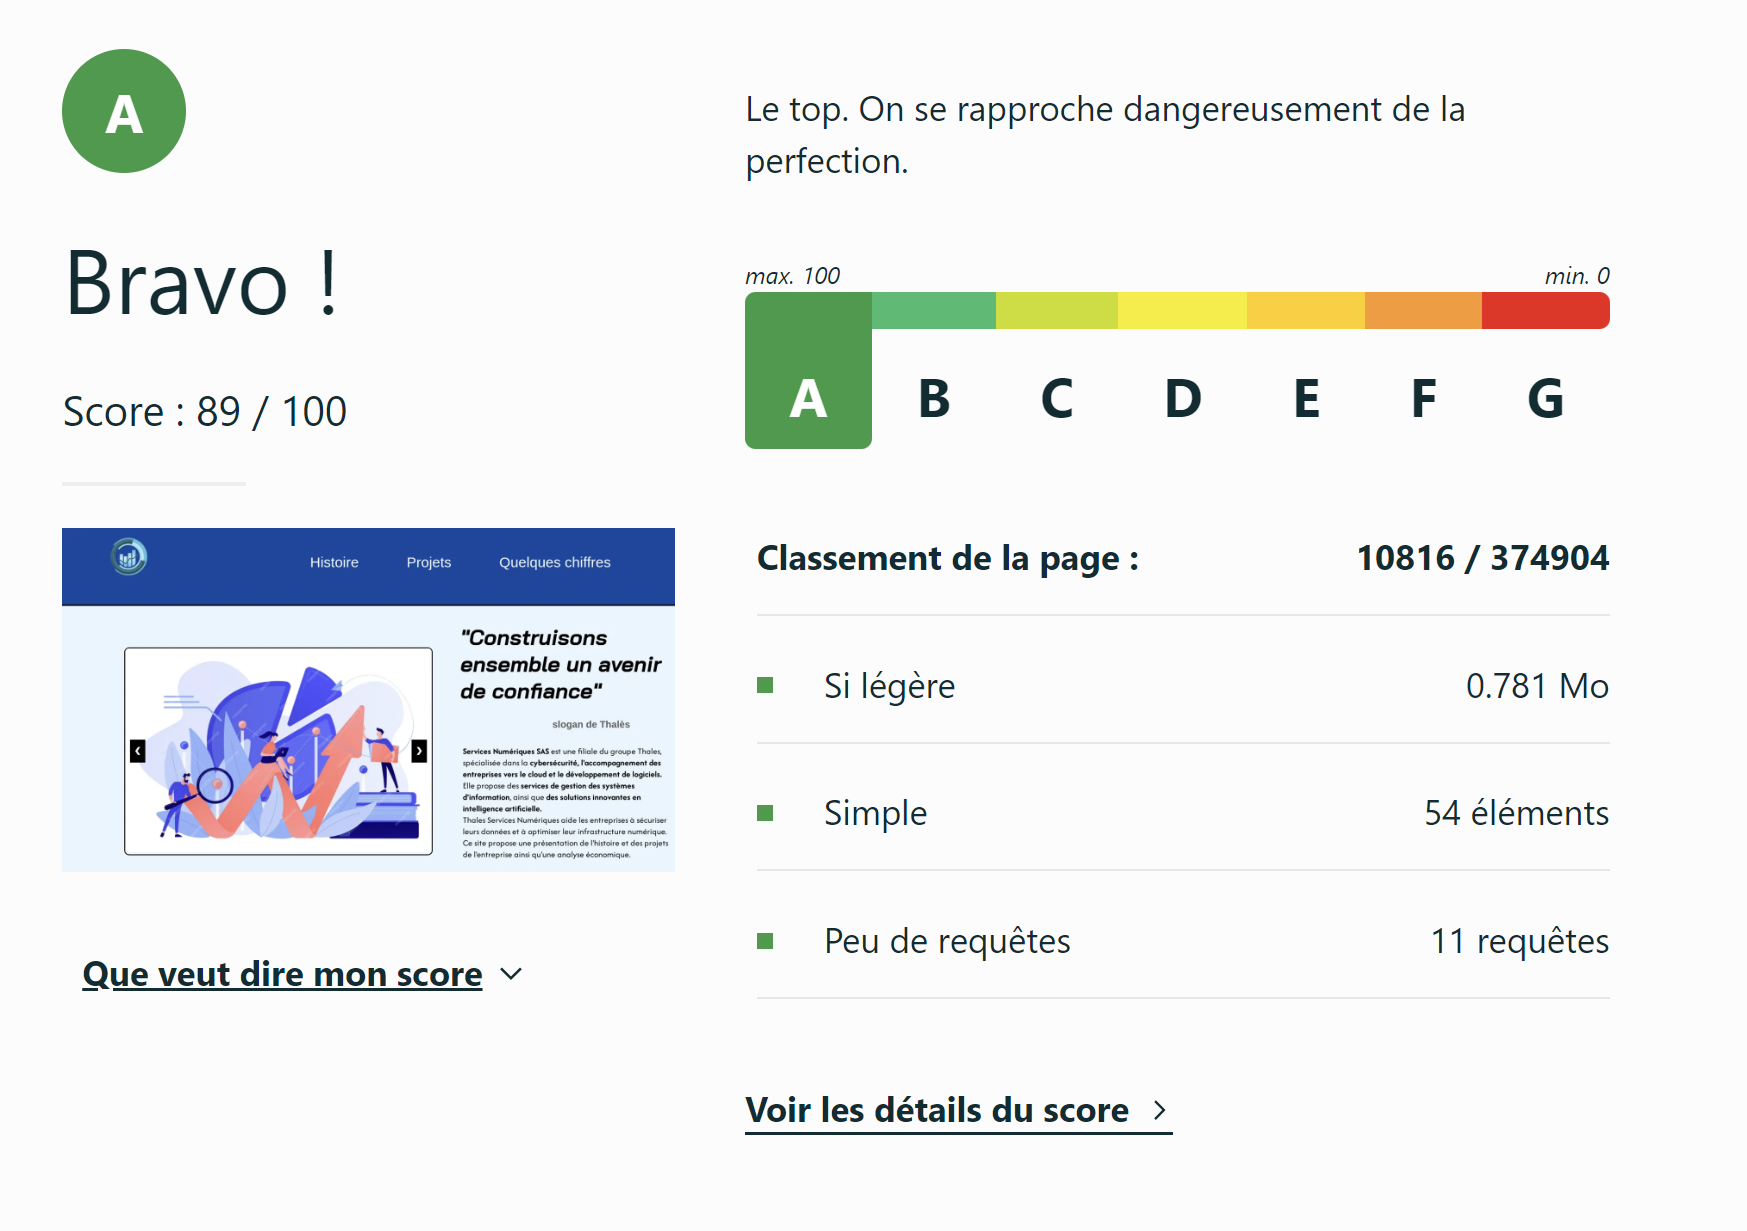 A
Bravo !
Score : 89 / 100
Histoire Projets Quelques chiffres
"Construisons
ensemble un avenir
de confiance"
slogan de Thalès
Services Numériques SAS est une filiale du groupe Thales,
spécialisée dans la cybersécurité, l'accompagnement des
entreprises vers le cloud et le développement de logiciels.
Elle propose des services de gestion des systèmes
d'information, ainsi que des solutions innovantes en
intelligence artificielle.
Thales Services Numériques aide les entreprises à sécuriser
leurs données et à optimiser leur infrastructure numérique.
Ce site propose une présentation de l'histoire et des projets
de l'entreprise ainsi qu'une analyse économique.
Que veut dire mon score
Le top. On se rapproche dangereusement de la
perfection.
max. 100 min. 0
A B C D E F G
Classement de la page : 10816 / 374904
Si légère 0.781 Mo
Simple 54 éléments
Peu de requêtes 11 requêtes
Voir les détails du score